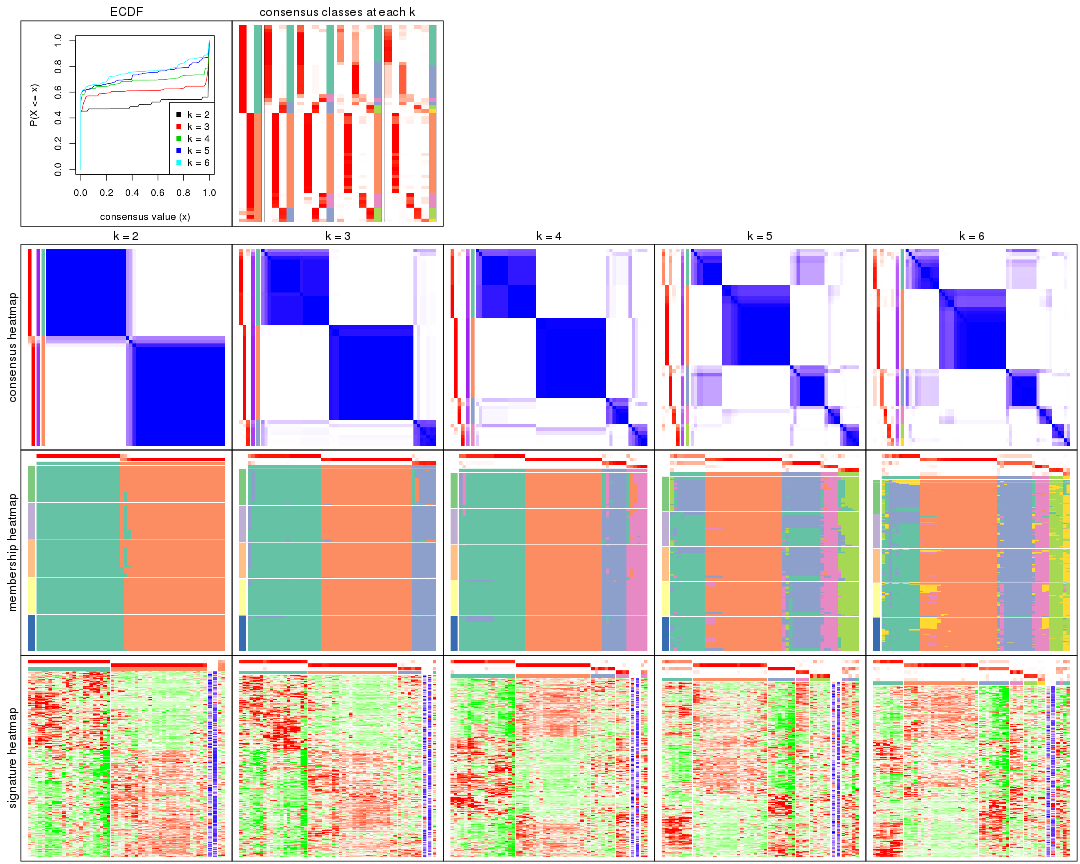 ECDF
consensus classes at each k
P(X <= x)
0.0 0.2 0.4 0.6 0.8 1.0
k = 2
k = 3
k = 4
k = 5
k = 6
0.0 0.2 0.4 0.6 0.8 1.0
consensus value (x)
k = 2
k = 3
k = 4
k = 5
k = 6
consensus heatmap
membership heatmap
signature heatmap